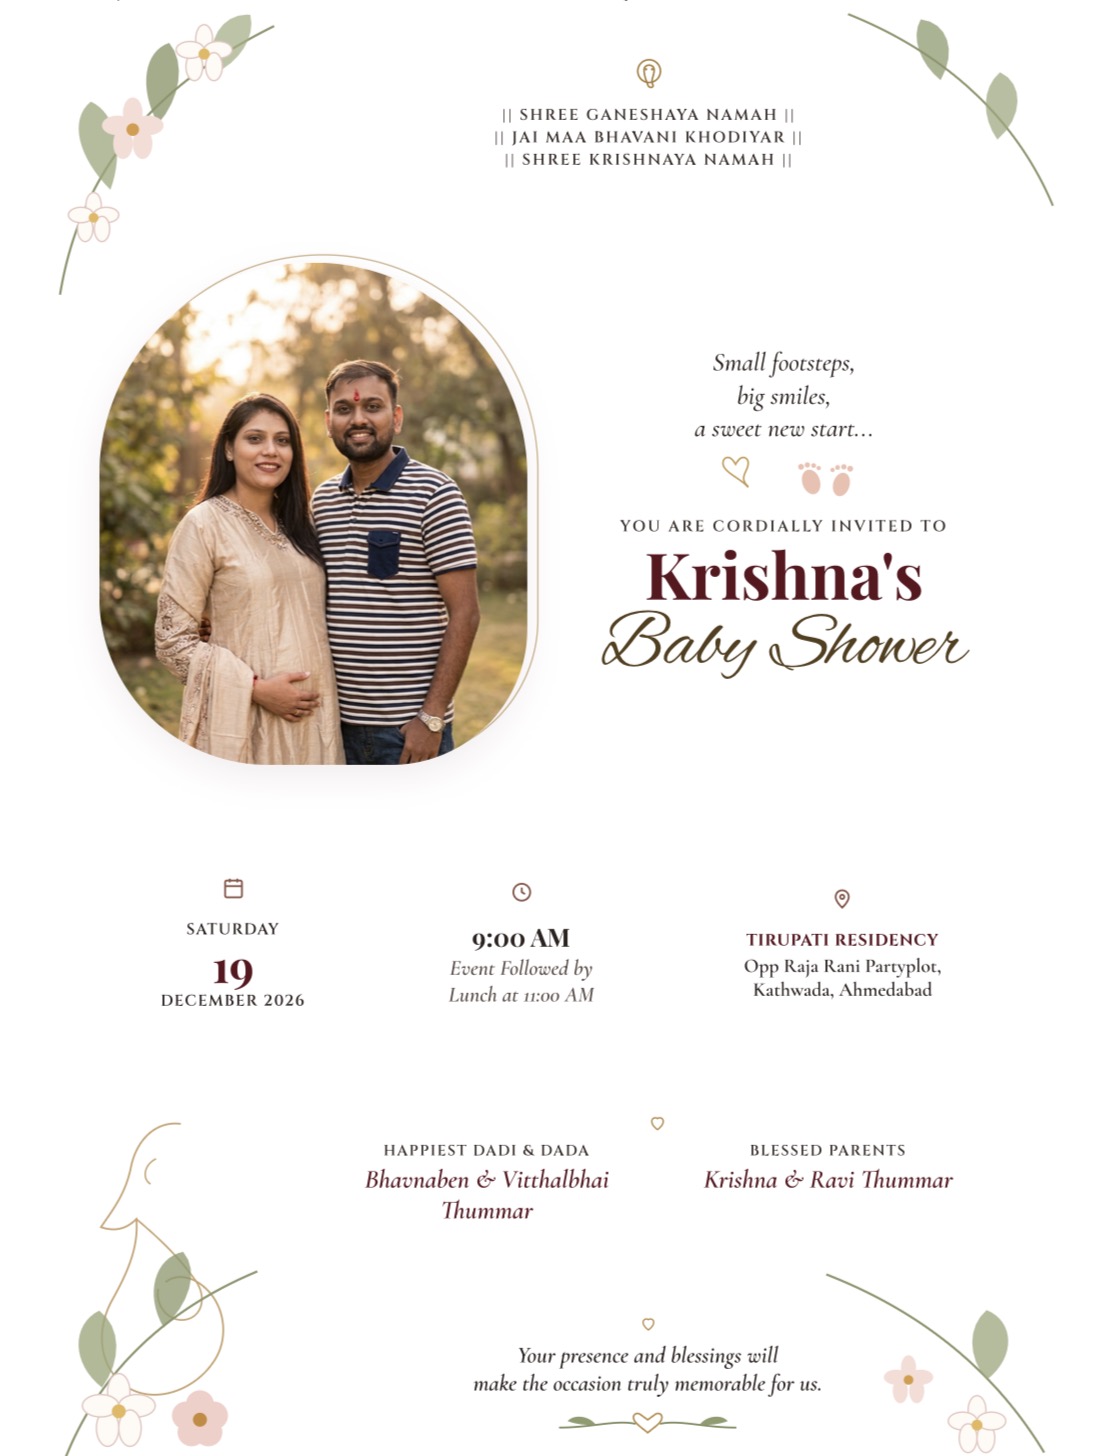 || SHREE GANESHAYA NAMAH ||
|| JAI MAA BHAVANI KHODIYAR ||
|| SHREE KRISHNAYA NAMAH ||
Small footsteps,
big smiles,
a sweet new start...
YOU ARE CORDIALLY INVITED TO
Krishna's
Baby Shower
SATURDAY
19
DECEMBER 2026
9:00 AM
Event Followed by
Lunch at 11:00 AM
TIRUPATI RESIDENCY
Opp Raja Rani Partyplot,
Kathwada, Ahmedabad
HAPPIEST DADI & DADA
Bhavnaben & Vitthalbhai
Thummar
BLESSED PARENTS
Krishna & Ravi Thummar
Your presence and blessings will
make the occasion truly memorable for us.